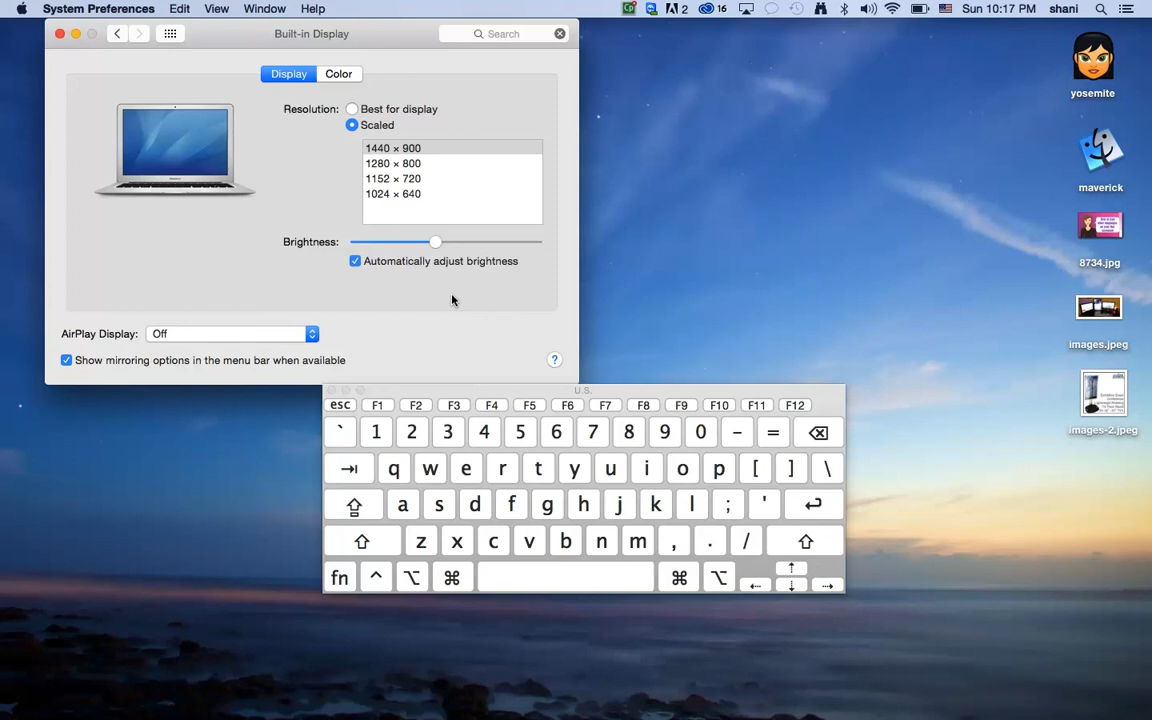 System Preferences Edit View Window Help 2 16 Sun 10:17 PM shani
Built-in Display
Search
Display Color
Resolution: Best for display
Scaled
1440 × 900
1280 × 800
1152 × 720
1024 × 640
Brightness:
Automatically adjust brightness
AirPlay Display: Off
Show mirroring options in the menu bar when available ?
yosemite
maverick
8734.jpg
images.jpeg
images-2.jpeg
U.S.
esc F1 F2 F3 F4 F5 F6 F7 F8 F9 F10 F11 F12
` 1 2 3 4 5 6 7 8 9 0 - =
q w e r t y u i o p [ ] \
a s d f g h j k l ; '
z x c v b n m , . /
fn ^ ⌥ ⌘ ⌘ ⌥